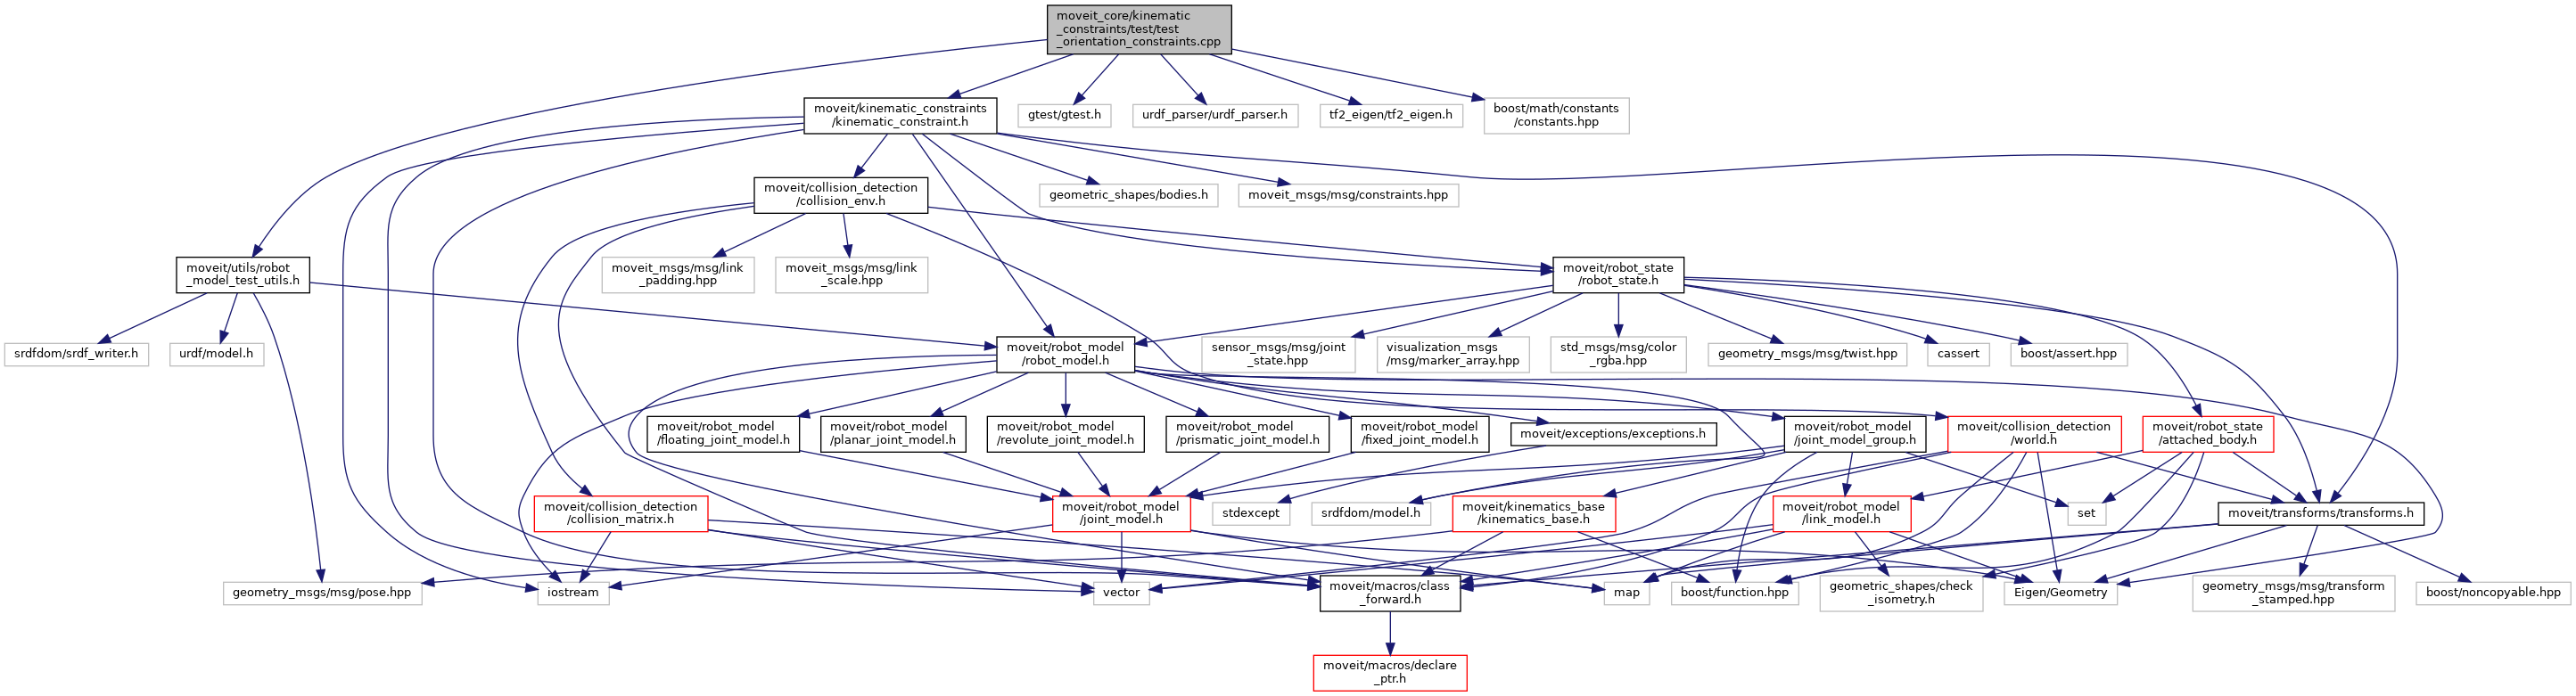 moveit_core/kinematic
_constraints/test/test
_orientation_constraints.cpp
moveit/kinematic_constraints
/kinematic_constraint.h
gtest/gtest.h
urdf_parser/urdf_parser.h
tf2_eigen/tf2_eigen.h
boost/math/constants
/constants.hpp
moveit/collision_detection
/collision_env.h
geometric_shapes/bodies.h
moveit_msgs/msg/constraints.hpp
moveit/utils/robot
_model_test_utils.h
moveit_msgs/msg/link
_padding.hpp
moveit_msgs/msg/link
_scale.hpp
moveit/robot_state
/robot_state.h
srdfdom/srdf_writer.h
urdf/model.h
moveit/robot_model
/robot_model.h
sensor_msgs/msg/joint
_state.hpp
visualization_msgs
/msg/marker_array.hpp
std_msgs/msg/color
_rgba.hpp
geometry_msgs/msg/twist.hpp
cassert
boost/assert.hpp
moveit/robot_model
/floating_joint_model.h
moveit/robot_model
/planar_joint_model.h
moveit/robot_model
/revolute_joint_model.h
moveit/robot_model
/prismatic_joint_model.h
moveit/robot_model
/fixed_joint_model.h
moveit/exceptions/exceptions.h
moveit/robot_model
/joint_model_group.h
moveit/collision_detection
/world.h
moveit/robot_state
/attached_body.h
moveit/collision_detection
/collision_matrix.h
moveit/robot_model
/joint_model.h
stdexcept
srdfdom/model.h
moveit/kinematics_base
/kinematics_base.h
moveit/robot_model
/link_model.h
set
moveit/transforms/transforms.h
geometry_msgs/msg/pose.hpp
iostream
vector
moveit/macros/class
_forward.h
map
boost/function.hpp
geometric_shapes/check
_isometry.h
Eigen/Geometry
geometry_msgs/msg/transform
_stamped.hpp
boost/noncopyable.hpp
moveit/macros/declare
_ptr.h